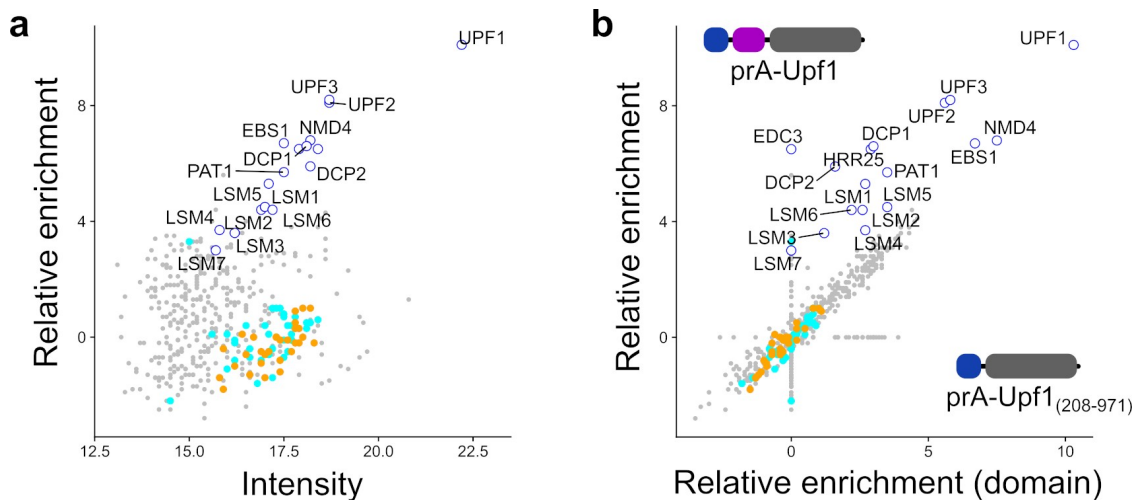 a
b
Relative enrichment
8
4
0
12.5
15.0
17.5
20.0
22.5
Intensity
UPF1
UPF3
UPF2
EBS1
NMD4
DCP1
PAT1
DCP2
LSM5
LSM1
LSM4
LSM2
LSM6
LSM3
LSM7
Relative enrichment
8
4
0
0
5
10
Relative enrichment (domain)
prA-Upf1
UPF1
UPF3
UPF2
EDC3
DCP1
NMD4
HRR25
EBS1
DCP2
PAT1
LSM1
LSM5
LSM6
LSM2
LSM3
LSM4
LSM7
prA-Upf1(208-971)